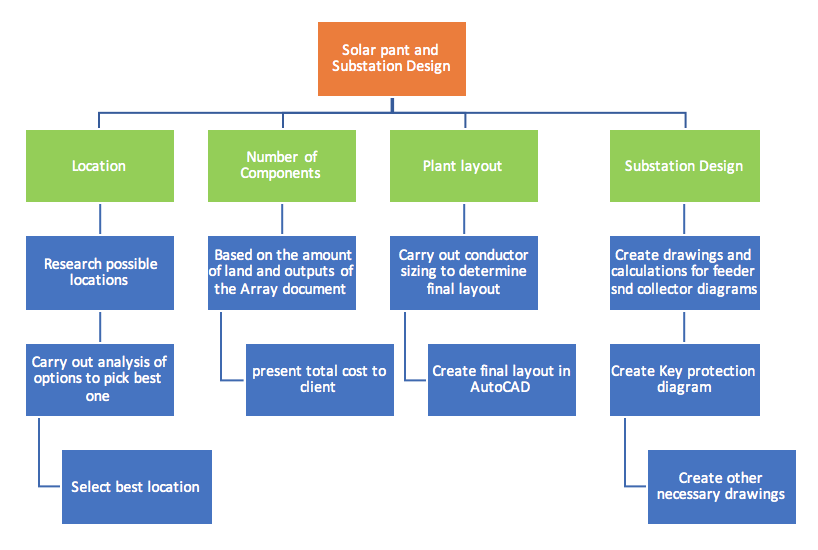 Solar pant and
Substation Design
Location
Number of
Components
Plant layout
Substation Design
Research possible
locations
Based on the amount
of land and outputs of
the Array document
Carry out conductor
sizing to determine
final layout
Create drawings and
calculations for feeder
snd collector diagrams
Carry out analysis of
options to pick best
one
present total cost to
client
Create final layout in
AutoCAD
Create Key protection
diagram
Select best location
Create other
necessary drawings